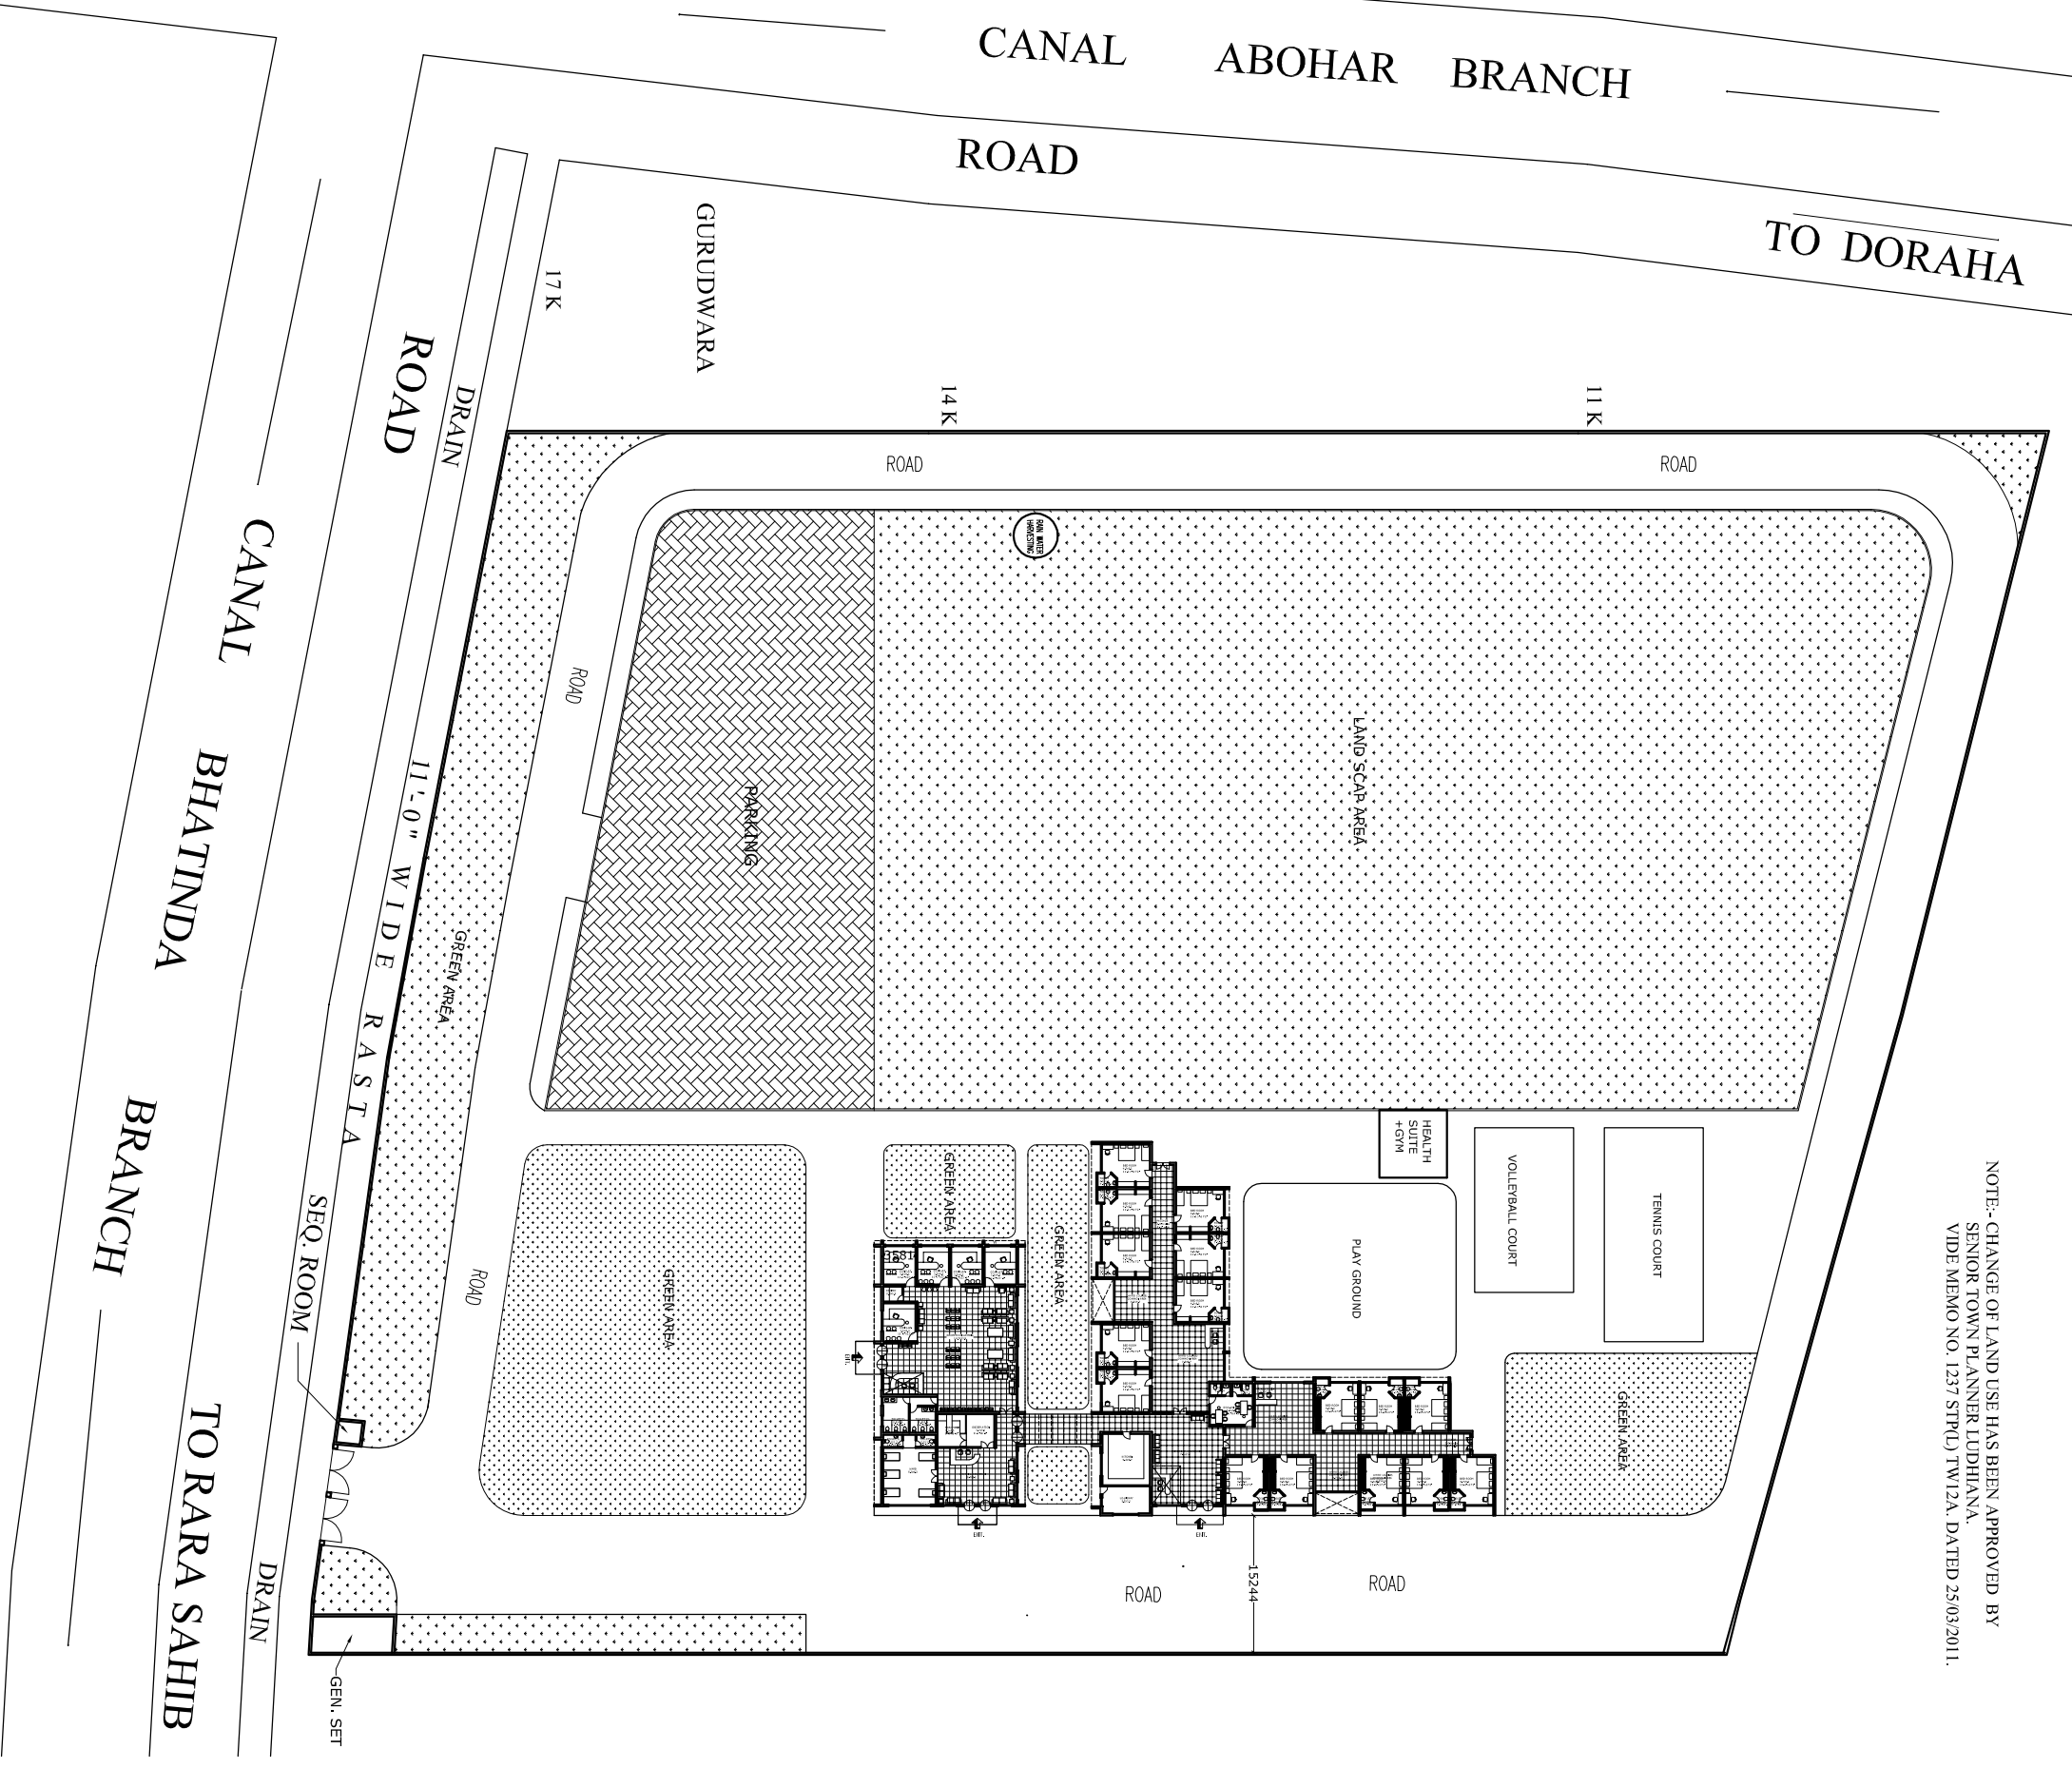 CANAL ABOHAR BRANCH
ROAD
TO DORAHA
GURUDWARA
17 K
14 K
11 K
ROAD
DRAIN
ROAD
ROAD
RAIN WATER
HARVESTING
CANAL BHATINDA BRANCH
ROAD
PARKING
LAND SCAP AREA
11'-0" WIDE RASTA
GREEN AREA
HEALTH
SUITE
+GYM
VOLLEYBALL COURT
TENNIS COURT
NOTE:- CHANGE OF LAND USE HAS BEEN APPROVED BY
SENIOR TOWN PLANNER LUDHIANA.
VIDE MEMO NO. 1237 STP(L) TW12A. DATED 25/03/2011.
GREEN AREA
GREEN AREA
GREEN AREA
PLAY GROUND
GREEN AREA
SEQ. ROOM
ROAD
ENT.
ENT.
ENT.
TO RARA SAHIB
DRAIN
ROAD
15244
ROAD
GEN. SET